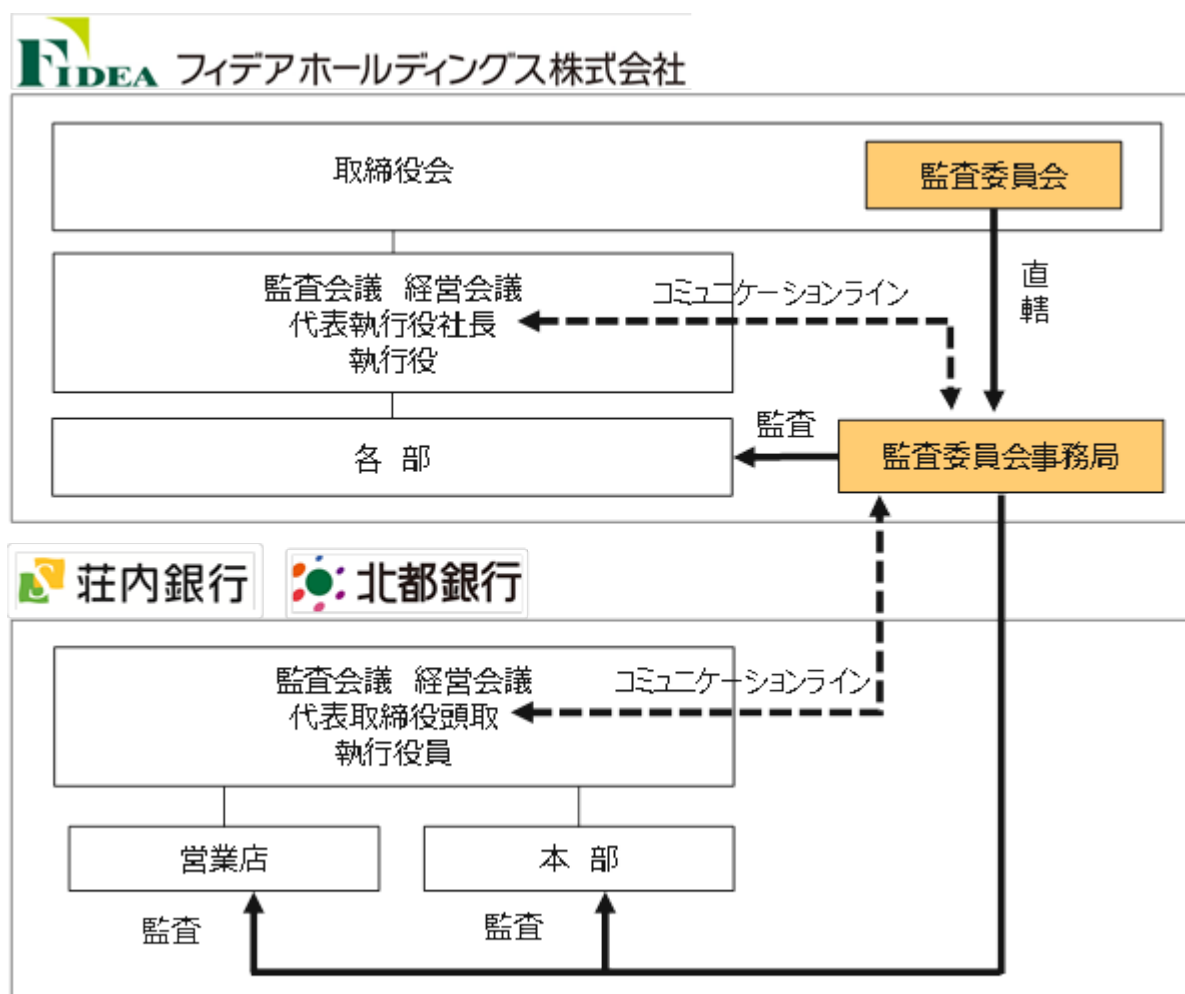 FIDEA フィデアホールディングス株式会社
取締役会
監査委員会
直轄
監査会議 経営会議
代表執行役社長
執行役
コミュニケーションライン
各 部
監査
監査委員会事務局
荘内銀行
北都銀行
監査会議 経営会議
代表取締役頭取
執行役員
コミュニケーションライン
営業店
本 部
監査
監査